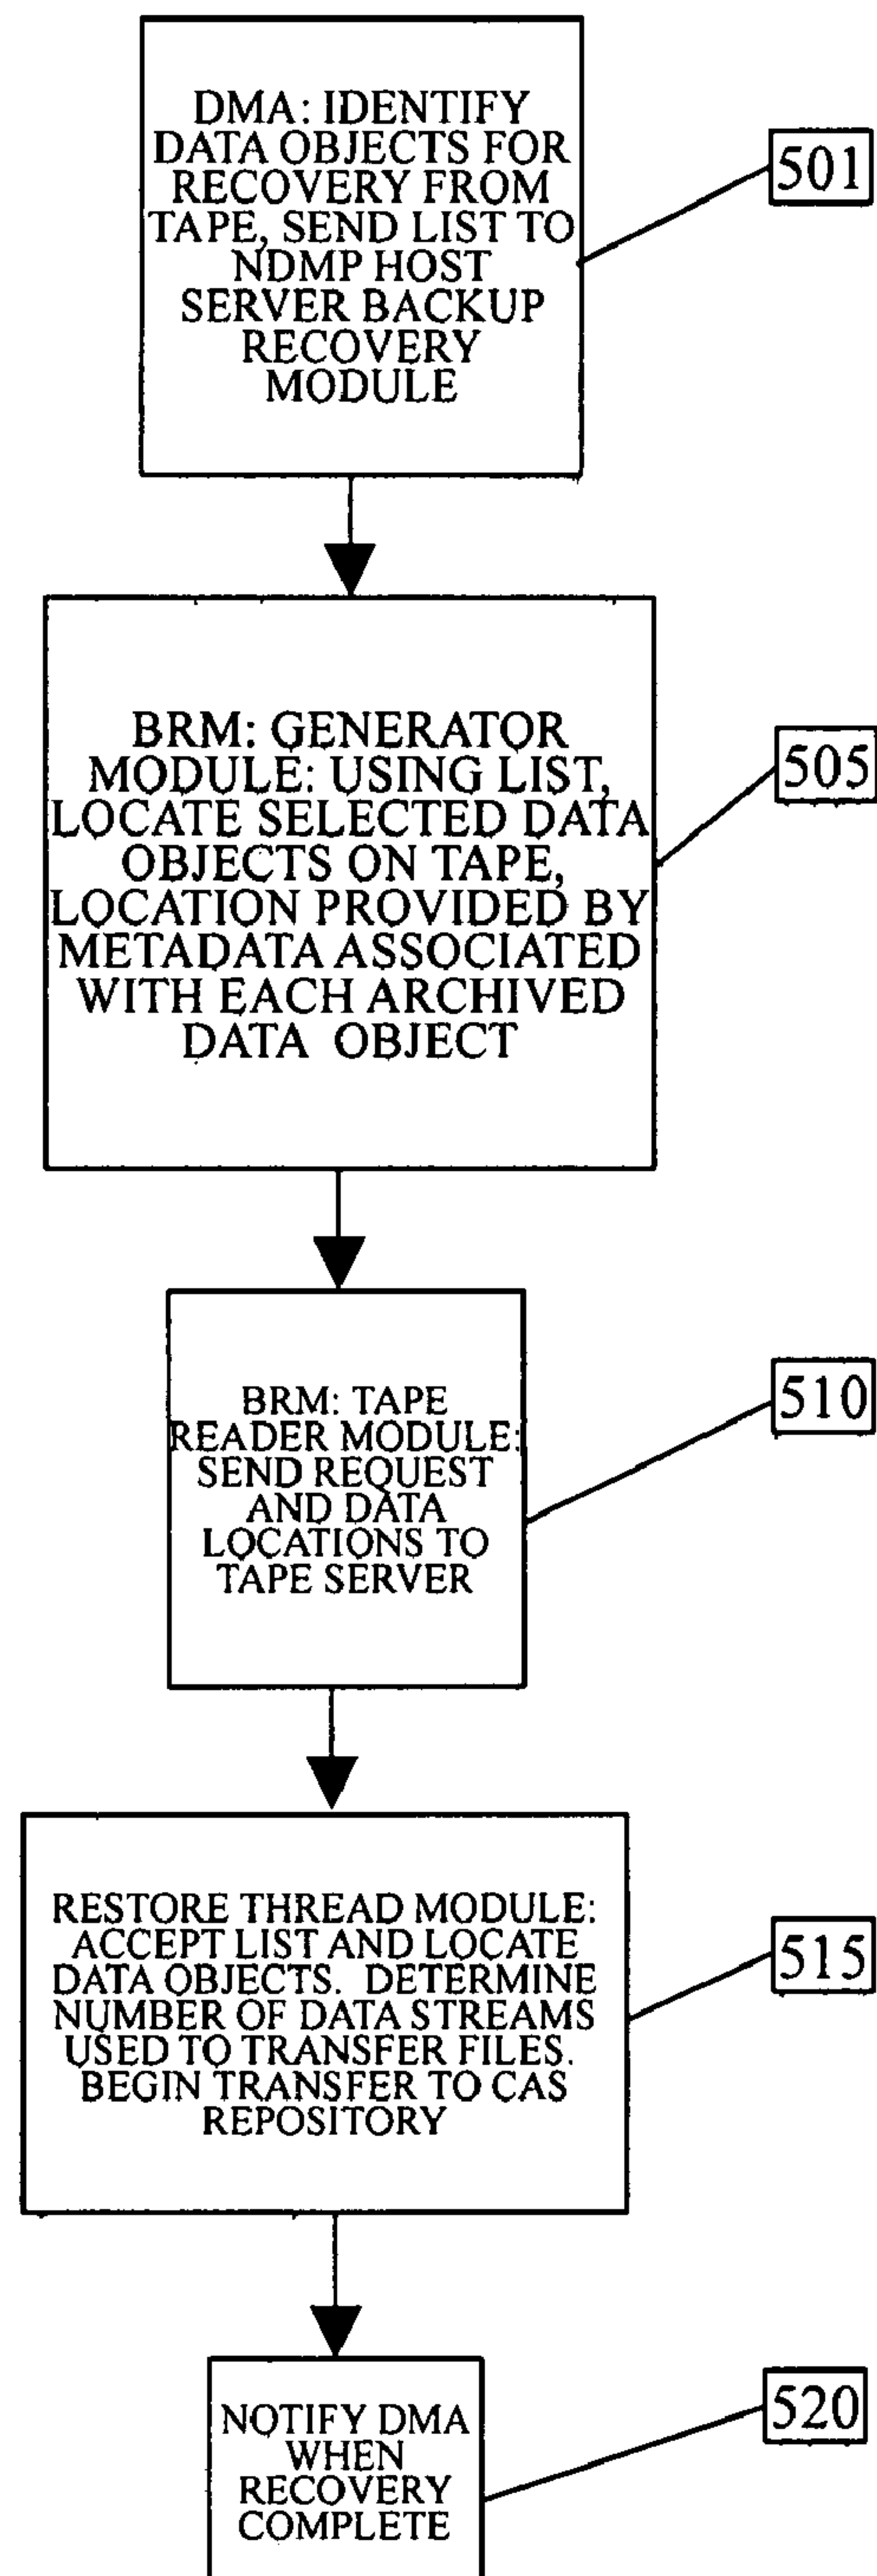 DMA: IDENTIFY
DATA OBJECTS FOR
RECOVERY FROM
TAPE, SEND LIST TO
NDMP HOST
SERVER BACKUP
RECOVERY
MODULE
501
BRM: GENERATOR
MODULE: USING LIST,
LOCATE SELECTED DATA
OBJECTS ON TAPE,
LOCATION PROVIDED BY
METADATA ASSOCIATED
WITH EACH ARCHIVED
DATA OBJECT
505
BRM: TAPE
READER MODULE:
SEND REQUEST
AND DATA
LOCATIONS TO
TAPE SERVER
510
RESTORE THREAD MODULE:
ACCEPT LIST AND LOCATE
DATA OBJECTS. DETERMINE
NUMBER OF DATA STREAMS
USED TO TRANSFER FILES.
BEGIN TRANSFER TO CAS
REPOSITORY
515
NOTIFY DMA
WHEN
RECOVERY
COMPLETE
520